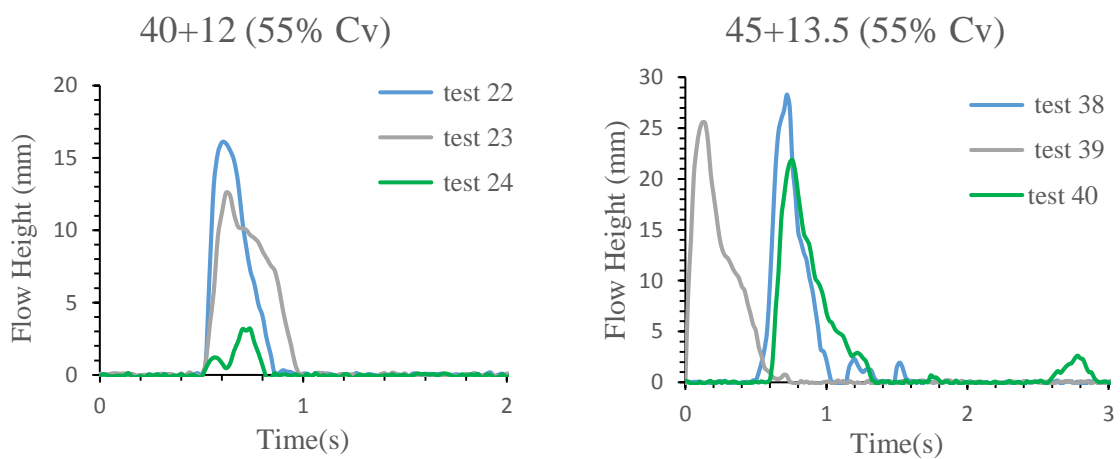 40+12 (55% Cv)
20
15
10
5
0
0
1
2
Flow Height (mm)
Time(s)
test 22
test 23
test 24
45+13.5 (55% Cv)
30
25
20
15
10
5
0
0
1
2
3
Flow Height (mm)
Time(s)
test 38
test 39
test 40